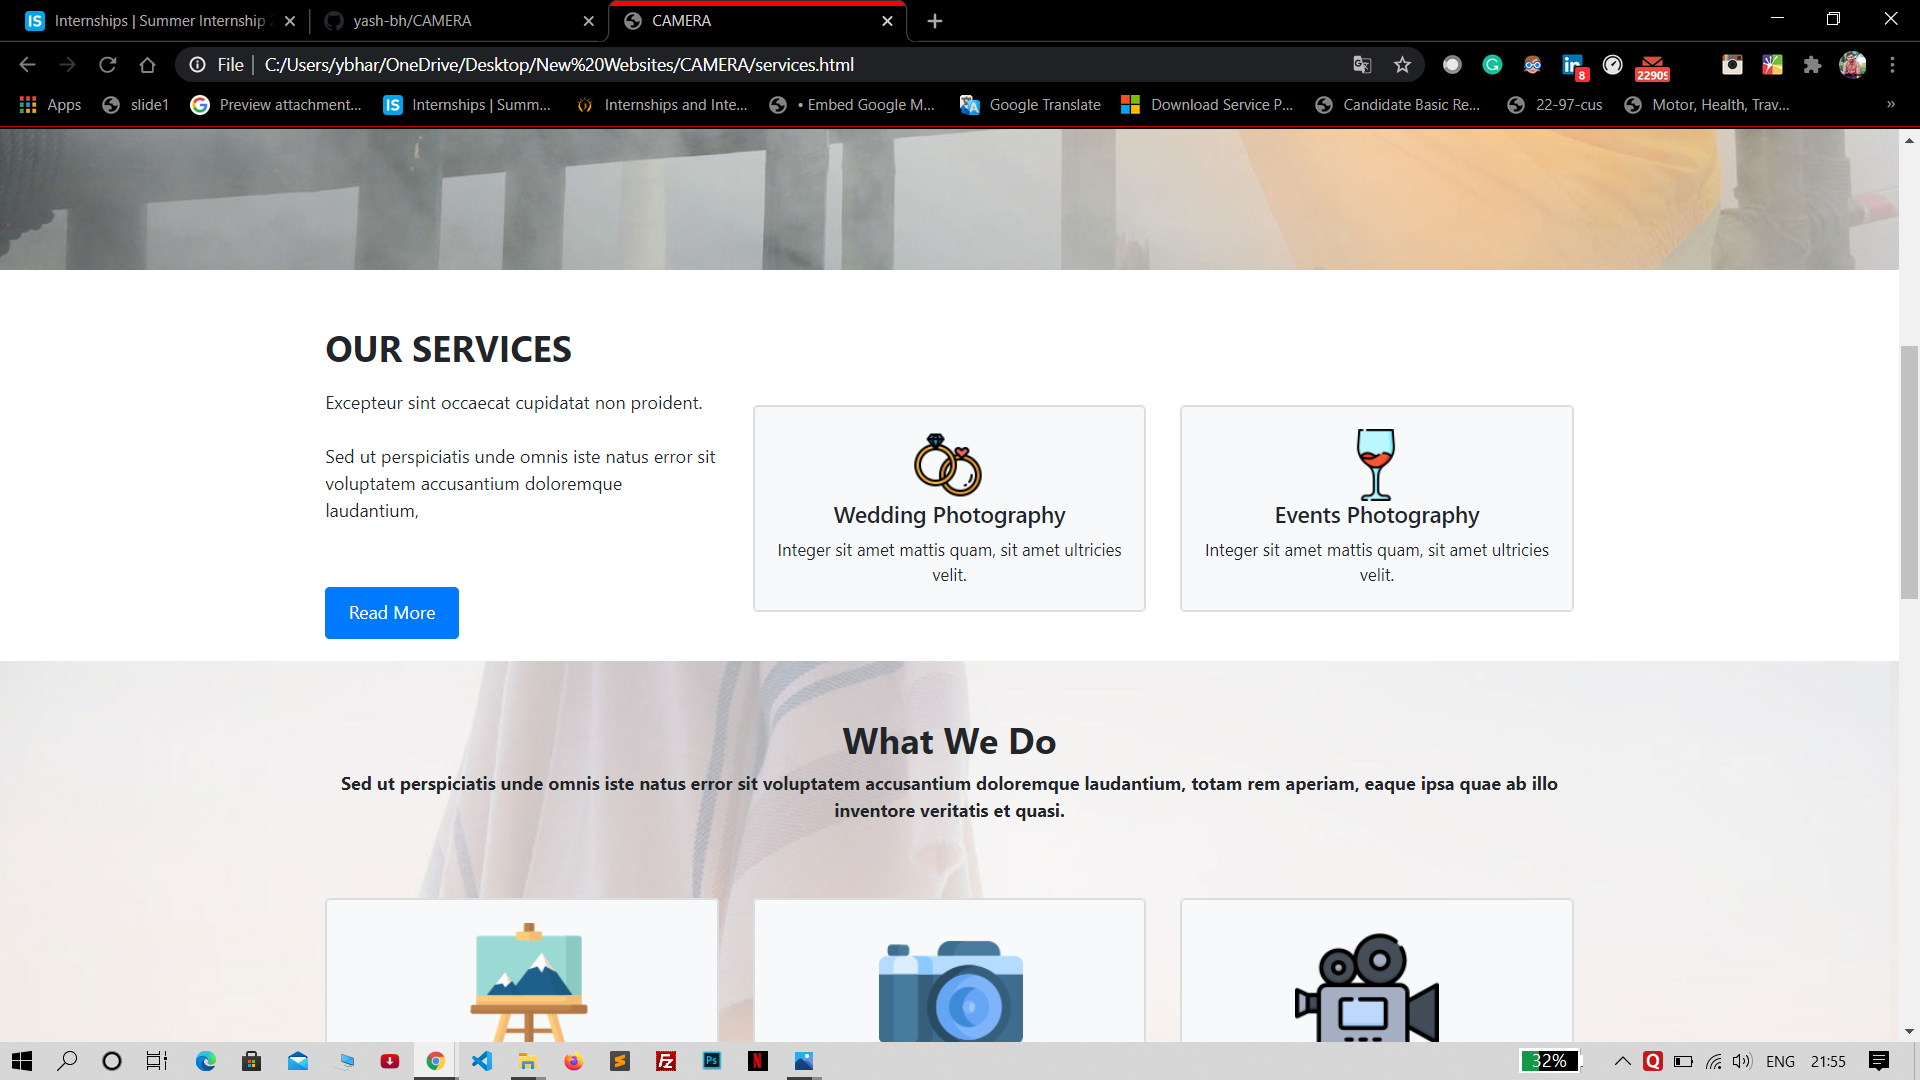 IS Internships | Summer Internship
yash-bh/CAMERA
CAMERA
File | C:/Users/ybhar/OneDrive/Desktop/New%20Websites/CAMERA/services.html
8
22909
Apps
slide1
Preview attachment...
IS Internships | Summ...
Internships and Inte...
• Embed Google M...
Google Translate
Download Service P...
Candidate Basic Re...
22-97-cus
Motor, Health, Trav...
»
OUR SERVICES
Excepteur sint occaecat cupidatat non proident.
Sed ut perspiciatis unde omnis iste natus error sit
voluptatem accusantium doloremque
laudantium,
Read More
Wedding Photography
Integer sit amet mattis quam, sit amet ultricies
velit.
Events Photography
Integer sit amet mattis quam, sit amet ultricies
velit.
What We Do
Sed ut perspiciatis unde omnis iste natus error sit voluptatem accusantium doloremque laudantium, totam rem aperiam, eaque ipsa quae ab illo
inventore veritatis et quasi.
32%
ENG
21:55